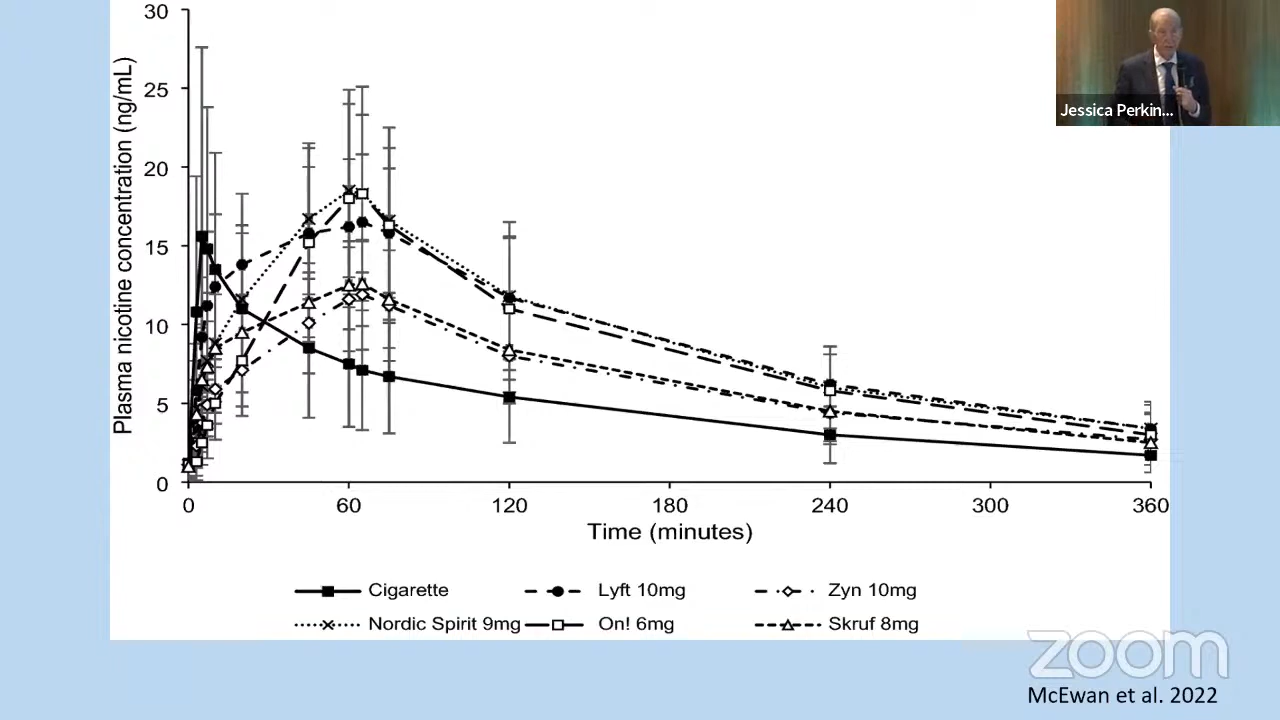 Plasma nicotine concentration (ng/mL)
30
25
20
15
10
5
0
0 60 120 180 240 300 360
Time (minutes)
Cigarette Lyft 10mg Zyn 10mg
Nordic Spirit 9mg On! 6mg Skruf 8mg
Jessica Perkin...
zoom
McEwan et al. 2022